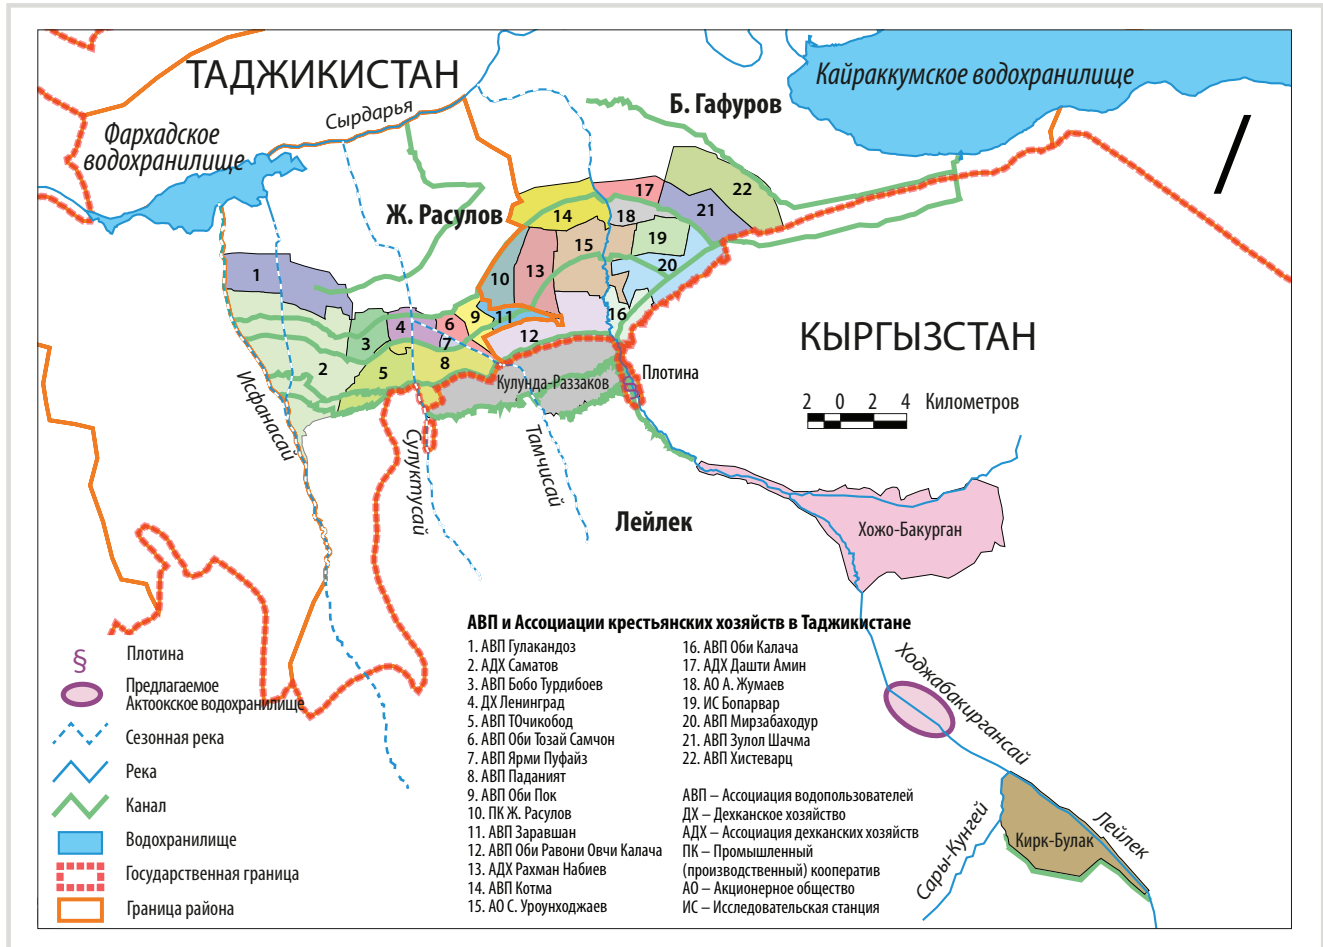 ТАДЖИКИСТАН
Кайраккумское водохранилище
Б. Гафуров
Сырдарья
Фархадское
водохранилище
Ж. Расулов
22
17
21
14
18
19
15
20
1
10
13
16
9
11
4
6
12
7
3
2
5
8
Кулунда-Раззаков
Плотина
КЫРГЫЗСТАН
2 0 2 4 Километров
Исфанасай
Сулуктусай
Тамчисай
Лейлек
Хожо-Бакурган
Ходжабакиргансай
Сары-Кунгей
Кирк-Булак
Лейлек
§ Плотина
Предлагаемое
Актоокское водохранилище
Сезонная река
Река
Канал
Водохранилище
Государственная граница
Граница района
АВП и Ассоциации крестьянских хозяйств в Таджикистане
1. АВП Гулакандоз
2. АДХ Саматов
3. АВП Бобо Турдибоев
4. ДХ Ленинград
5. АВП ТОчикобод
6. АВП Оби Тозай Самчон
7. АВП Ярми Пуфайз
8. АВП Паданият
9. АВП Оби Пок
10. ПК Ж. Расулов
11. АВП Заравшан
12. АВП Оби Равони Овчи Калача
13. АДХ Рахман Набиев
14. АВП Котма
15. АО С. Уроунходжаев
16. АВП Оби Калача
17. АДХ Дашти Амин
18. АО А. Жумаев
19. ИС Бопарвар
20. АВП Мирзабаходур
21. АВП Зулол Шачма
22. АВП Хистеварц
АВП – Ассоциация водопользователей
ДХ – Дехканское хозяйство
АДХ – Ассоциация дехканских хозяйств
ПК – Промышленный
(производственный) кооператив
АО – Акционерное общество
ИС – Исследовательская станция